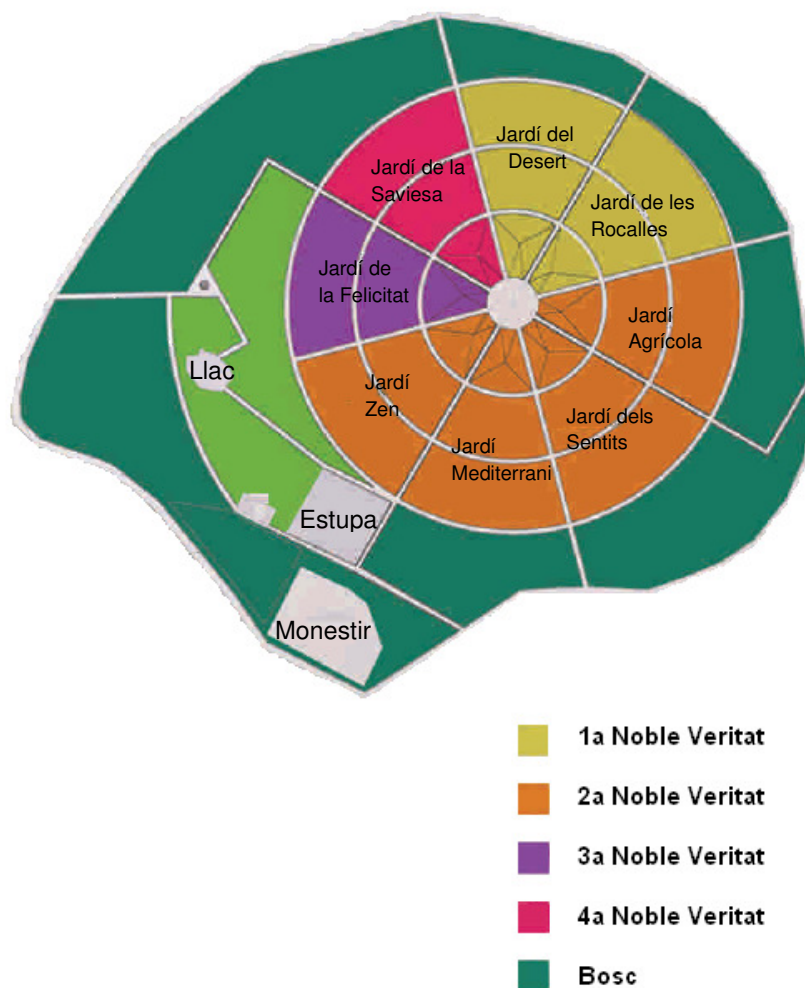 Jardí del
Desert
Jardí de la
Saviesa
Jardí de les
Rocalles
Jardí de
la Felicitat
Jardí
Agrícola
Llac
Jardí
Zen
Jardí dels
Sentits
Jardí
Mediterrani
Estupa
Monestir
1a Noble Veritat
2a Noble Veritat
3a Noble Veritat
4a Noble Veritat
Bosc